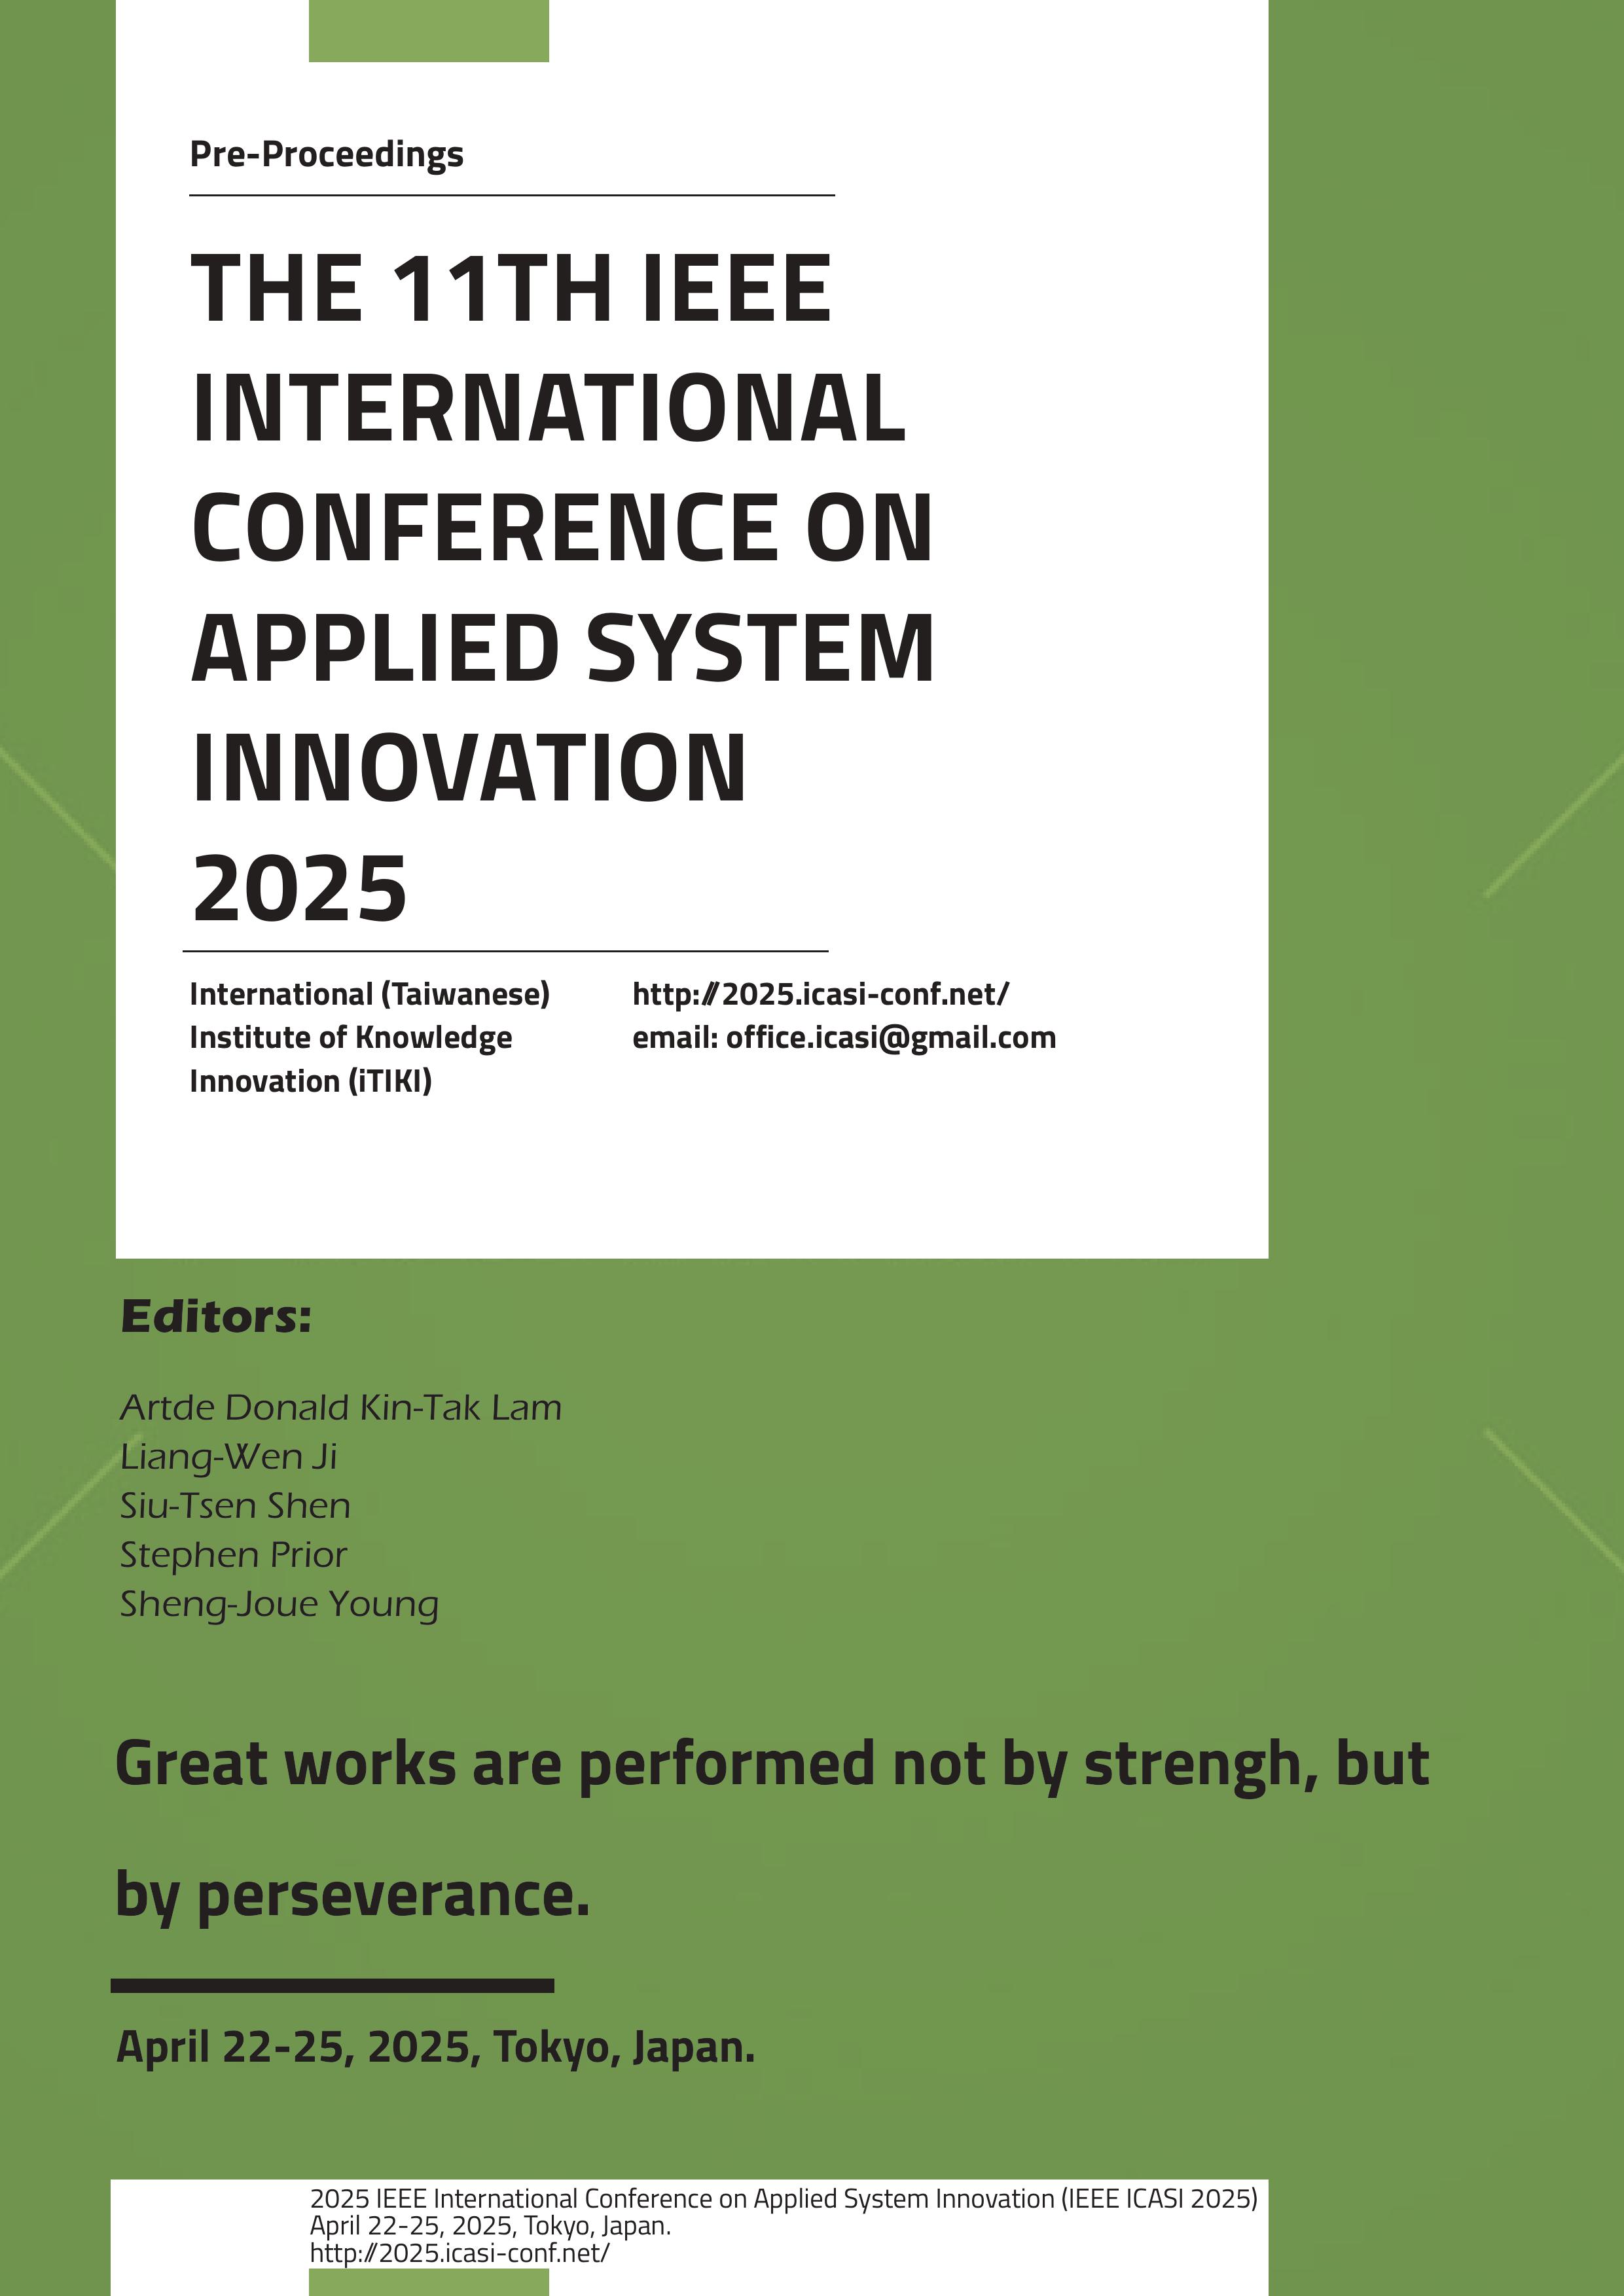 Pre-Proceedings
THE 11TH IEEE
INTERNATIONAL
CONFERENCE ON
APPLIED SYSTEM
INNOVATION
2025
International (Taiwanese)
Institute of Knowledge
Innovation (iTIKI)
http://2025.icasi-conf.net/
email: office.icasi@gmail.com
Editors:
Artde Donald Kin-Tak Lam
Liang-Wen Ji
Siu-Tsen Shen
Stephen Prior
Sheng-Joue Young
Great works are performed not by strengh, but
by perseverance.
April 22-25, 2025, Tokyo, Japan.
2025 IEEE International Conference on Applied System Innovation (IEEE ICASI 2025)
April 22-25, 2025, Tokyo, Japan.
http://2025.icasi-conf.net/